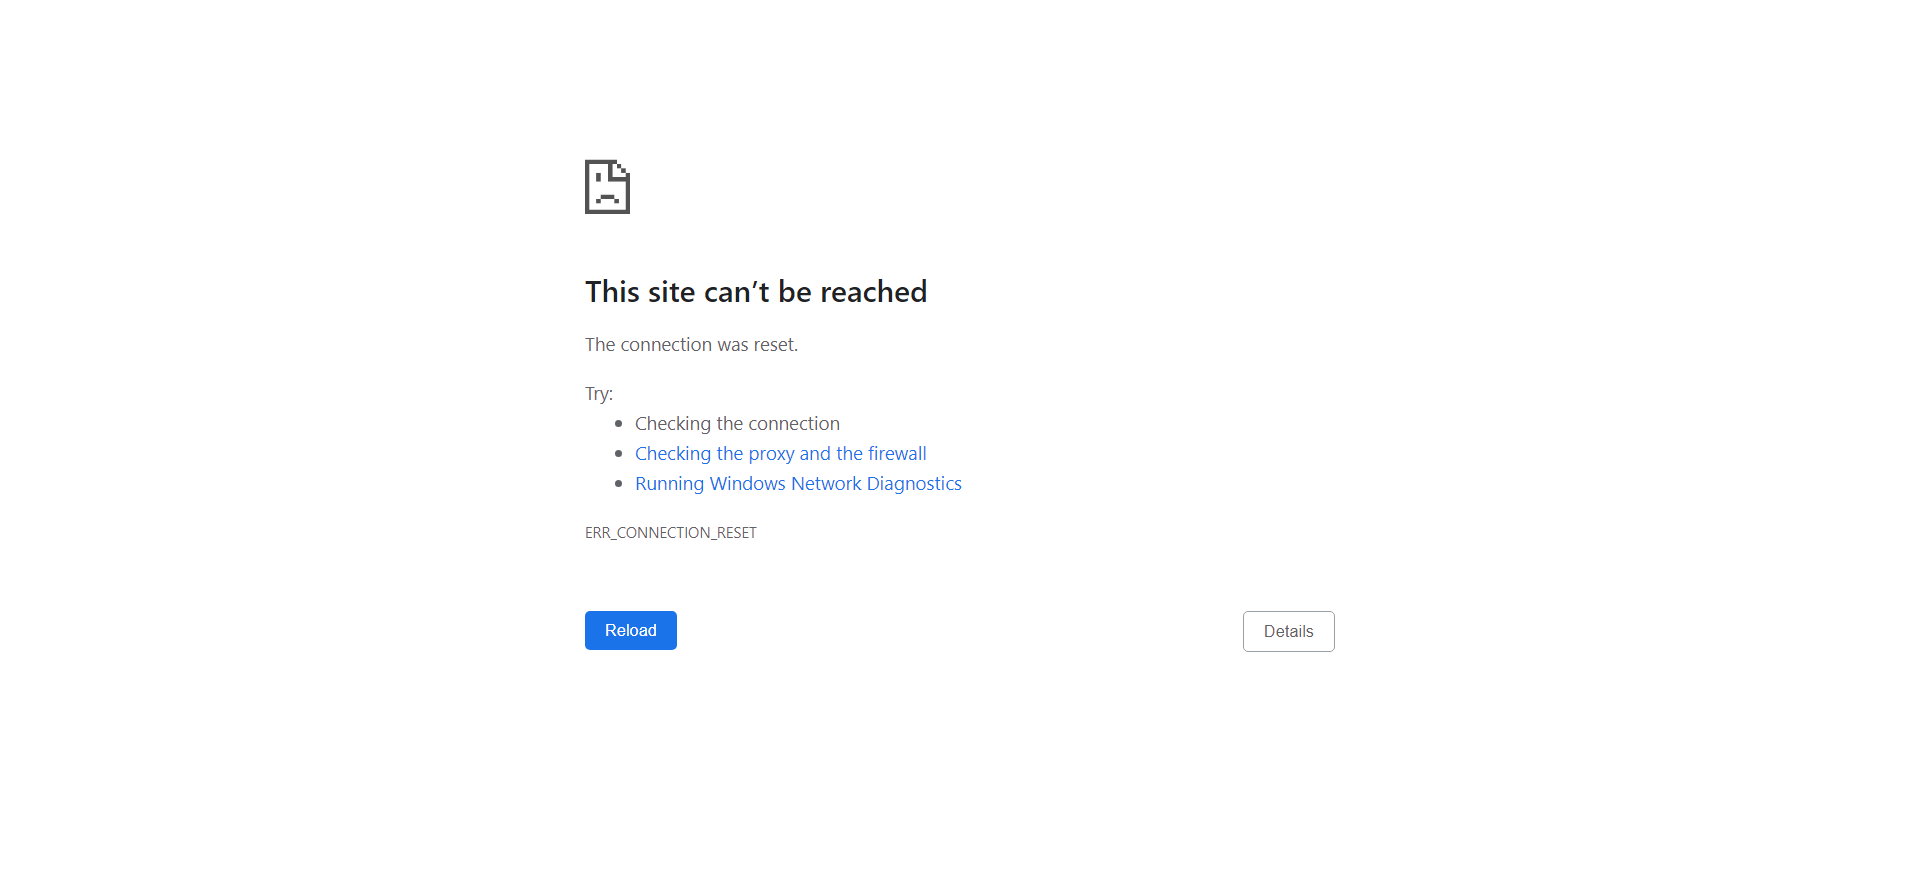 This site can’t be reached
The connection was reset.
Try:
Checking the connection
Checking the proxy and the firewall
Running Windows Network Diagnostics
ERR_CONNECTION_RESET
Reload
Details